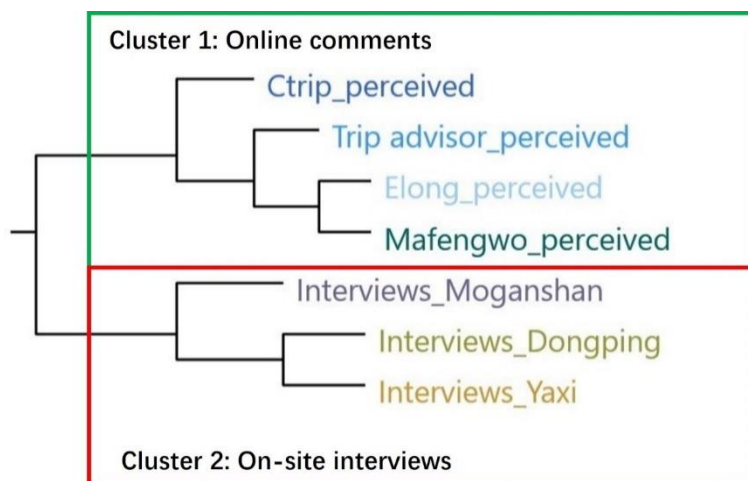 Cluster 1: Online comments
Ctrip_perceived
Trip advisor_perceived
Elong_perceived
Mafengwo_perceived
Interviews_Moganshan
Interviews_Dongping
Interviews_Yaxi
Cluster 2: On-site interviews